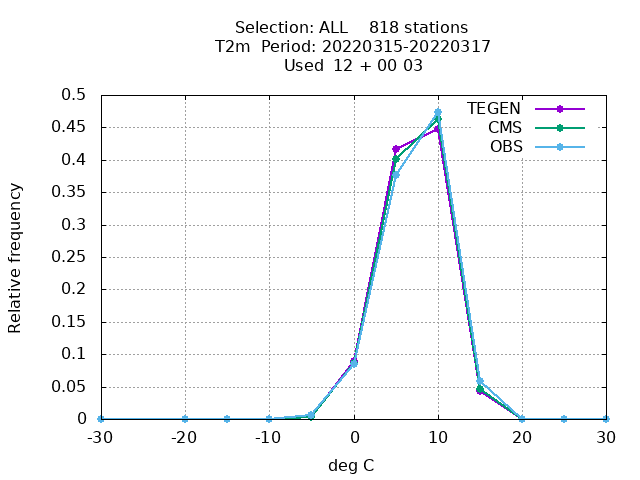 Selection: ALL    818 stations
T2m  Period: 20220315-20220317
Used  12 + 00 03
0.5
0.45
0.4
0.35
0.3
0.25
0.2
0.15
0.1
0.05
0
Relative frequency
TEGEN
CMS
OBS
-30 -20 -10 0 10 20 30
deg C